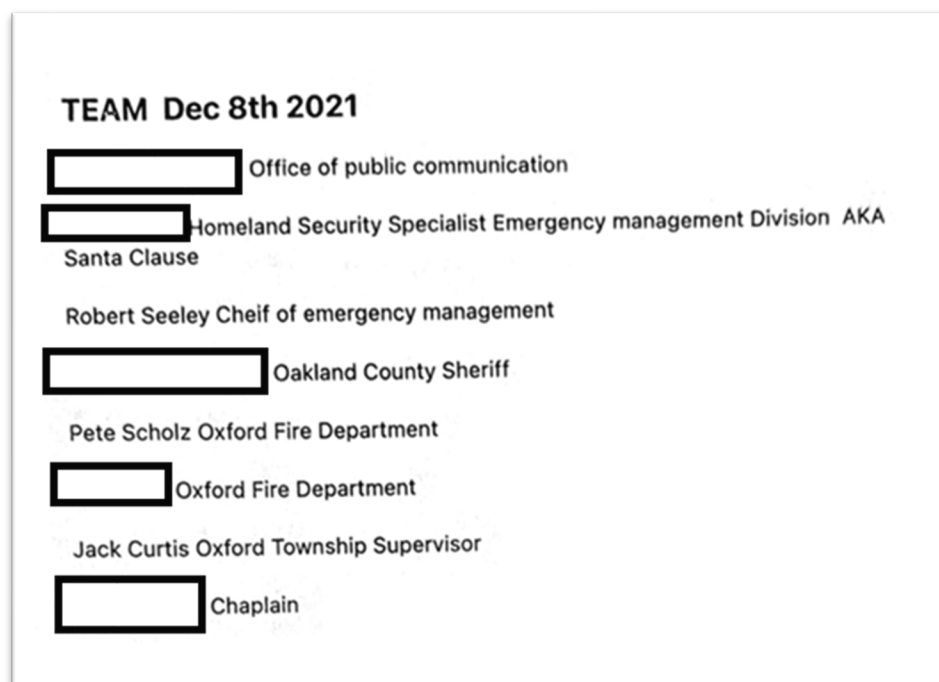 TEAM Dec 8th 2021
Office of public communication
Homeland Security Specialist Emergency management Division AKA
Santa Clause
Robert Seeley Cheif of emergency management
Oakland County Sheriff
Pete Scholz Oxford Fire Department
Oxford Fire Department
Jack Curtis Oxford Township Supervisor
Chaplain